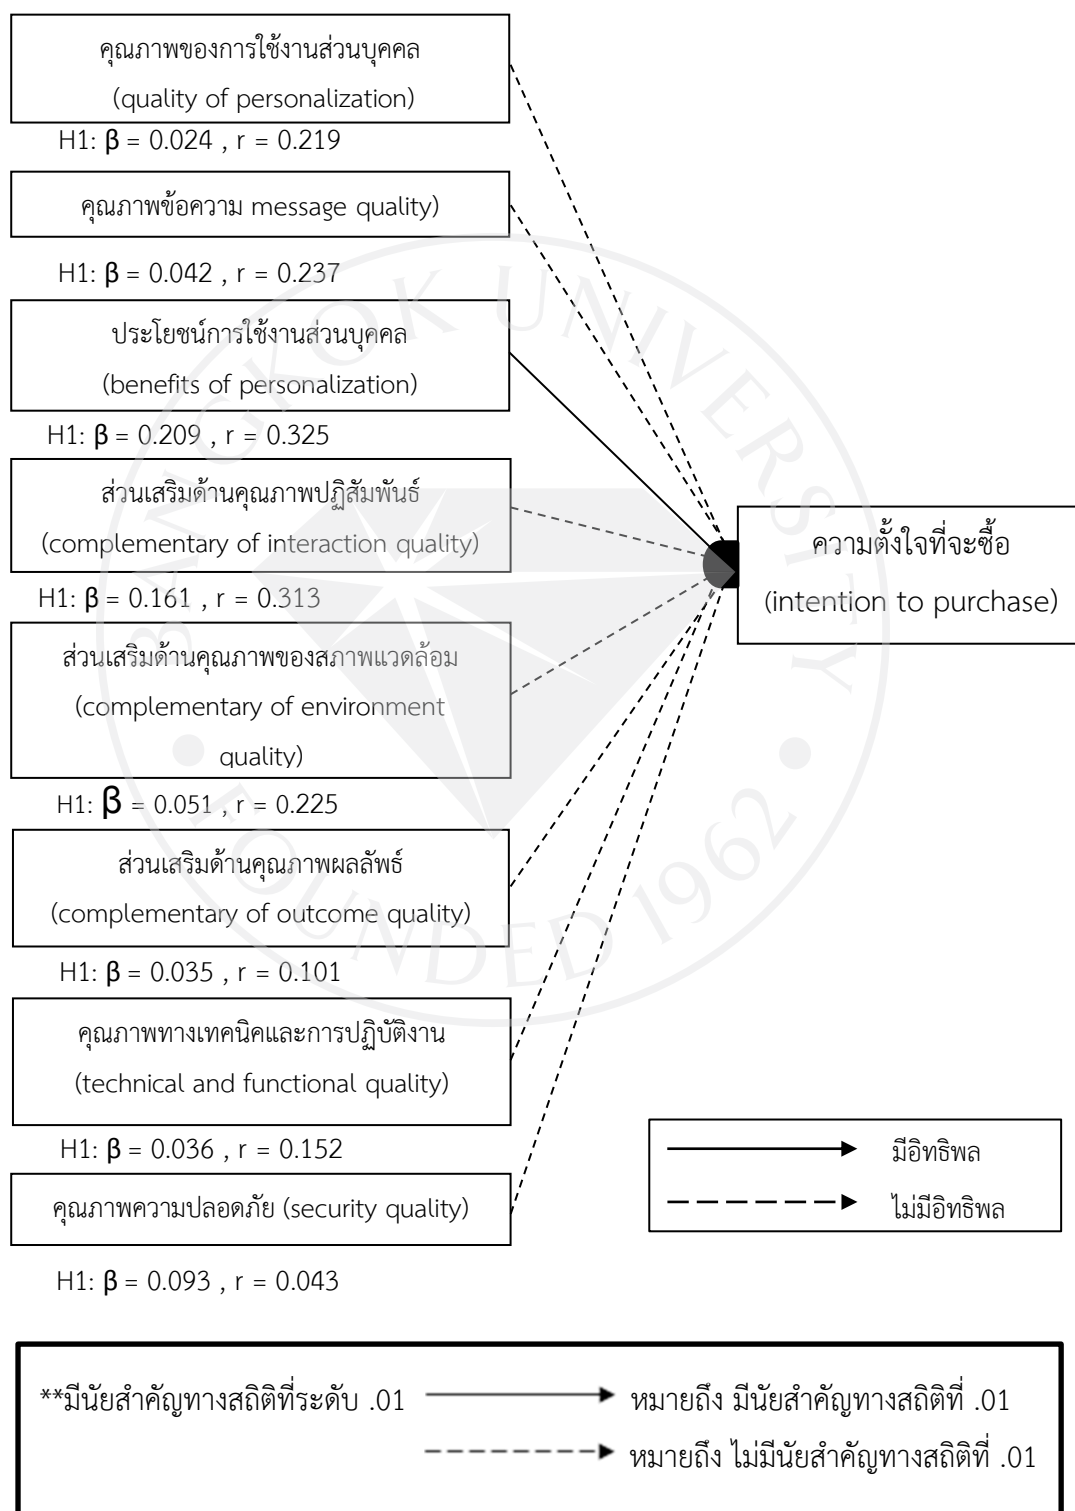 คุณภาพของการใช้งานส่วนบุคคล
(quality of personalization)
H1: β = 0.024 , r = 0.219
คุณภาพข้อความ message quality)
H1: β = 0.042 , r = 0.237
ประโยชน์การใช้งานส่วนบุคคล
(benefits of personalization)
H1: β = 0.209 , r = 0.325
ส่วนเสริมด้านคุณภาพปฏิสัมพันธ์
(complementary of interaction quality)
H1: β = 0.161 , r = 0.313
ส่วนเสริมด้านคุณภาพของสภาพแวดล้อม
(complementary of environment
quality)
H1: β = 0.051 , r = 0.225
ส่วนเสริมด้านคุณภาพผลลัพธ์
(complementary of outcome quality)
H1: β = 0.035 , r = 0.101
คุณภาพทางเทคนิคและการปฏิบัติงาน
(technical and functional quality)
H1: β = 0.036 , r = 0.152
คุณภาพความปลอดภัย (security quality)
H1: β = 0.093 , r = 0.043
ความตั้งใจที่จะซื้อ
(intention to purchase)
มีอิทธิพล
ไม่มีอิทธิพล
**มีนัยสำคัญทางสถิติที่ระดับ .01 หมายถึง มีนัยสำคัญทางสถิติที่ .01
หมายถึง ไม่มีนัยสำคัญทางสถิติที่ .01
BANGKOK UNIVERSITY
FOUNDED 1962